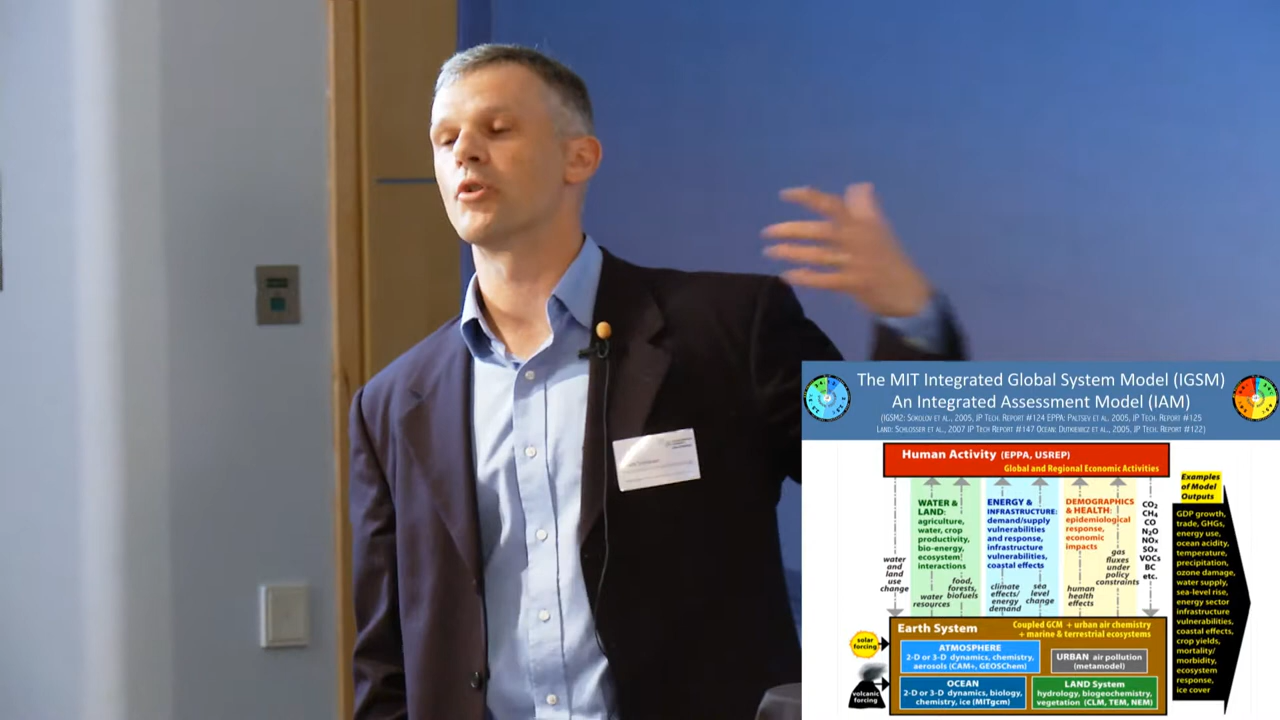 The MIT Integrated Global System Model (IGSM)
An Integrated Assessment Model (IAM)
(IGSM2: Sokolov et al., 2005, JP Tech. Report #124 EPPA: Paltsev et al. 2005, JP Tech. Report #125
Land: Schlosser et al., 2007 JP Tech Report #147 Ocean: Dutkiewicz et al., 2005, JP Tech. Report #122)
Human Activity (EPPA, USREP)
Global and Regional Economic Activities
WATER &
LAND:
agriculture,
water, crop
productivity,
bio-energy,
ecosystem
interactions
ENERGY &
INFRASTRUCTURE:
demand/supply
vulnerabilities
and response,
infrastructure
vulnerabilities,
coastal effects
DEMOGRAPHICS
& HEALTH:
epidemiological
response,
economic
impacts
CO2
CH4
CO
N2O
NOx
SOx
VOCs
BC
etc.
water
and
land
use
change
water
resources
food,
forests,
biofuels
climate
effects/
energy
demand
sea
level
change
human
health
effects
gas
fluxes
under
policy
constraints
Earth System
Coupled GCM + urban air chemistry
+ marine & terrestrial ecosystems
solar
forcing
volcanic
forcing
ATMOSPHERE
2-D or 3-D dynamics, chemistry,
aerosols (CAM+, GEOSChem)
URBAN air pollution
(metamodel)
OCEAN
2-D or 3-D dynamics, biology,
chemistry, ice (MITgcm)
LAND System
hydrology, biogeochemistry,
vegetation (CLM, TEM, NEM)
Examples
of Model
Outputs
GDP growth,
trade, GHGs,
energy use,
ocean acidity,
temperature,
precipitation,
ozone damage,
water supply,
sea-level rise,
energy sector
infrastructure
vulnerabilities,
coastal effects,
crop yields,
mortality/
morbidity,
ecosystem
response,
ice cover